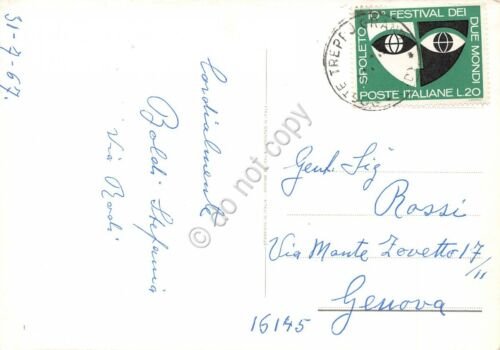 31-7-67.
Cordialmente
Boldi Stefania
Via Rodi
SPOLETO 10° FESTIVAL DEI DUE MONDI
POSTE ITALIANE L.20
Gent. Sig
Rossi
Via Monte Zovetto 17/11
Genova
16145
do not copy